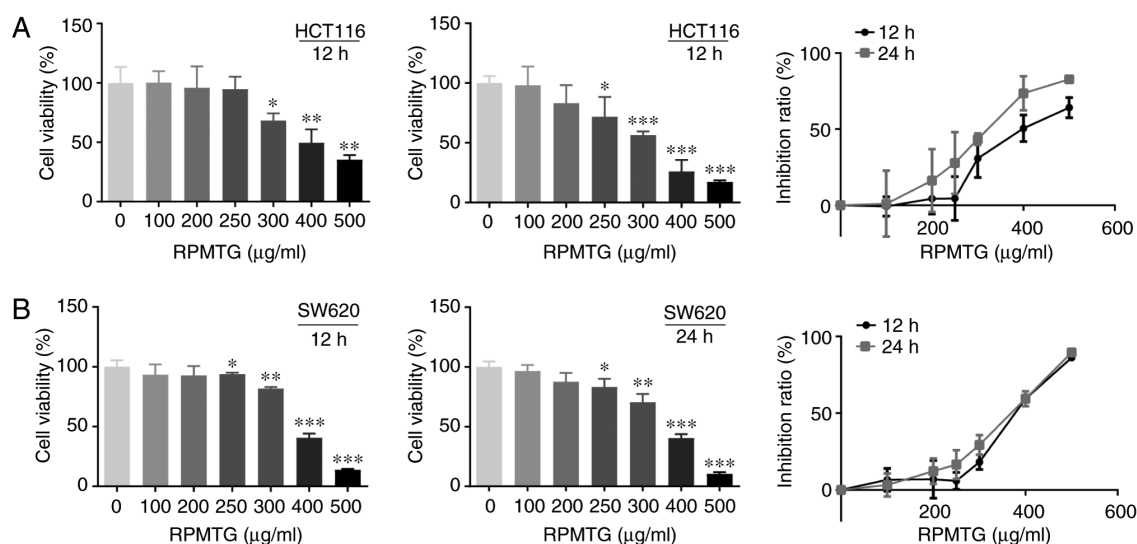 A
Cell viability (%)
150
100
50
0
HCT116
12 h
*
**
**
0 100 200 250 300 400 500
RPMTG (μg/ml)
Cell viability (%)
150
100
50
0
HCT116
12 h
*
***
***
***
0 100 200 250 300 400 500
RPMTG (μg/ml)
Inhibition ratio (%)
100
50
0
12 h
24 h
200 400 600
RPMTG (μg/ml)
B
Cell viability (%)
150
100
50
0
SW620
12 h
*
**
***
***
0 100 200 250 300 400 500
RPMTG (μg/ml)
Cell viability (%)
150
100
50
0
SW620
24 h
*
**
***
***
0 100 200 250 300 400 500
RPMTG (μg/ml)
Inhibition ratio (%)
100
50
0
12 h
24 h
200 400 600
RPMTG (μg/ml)